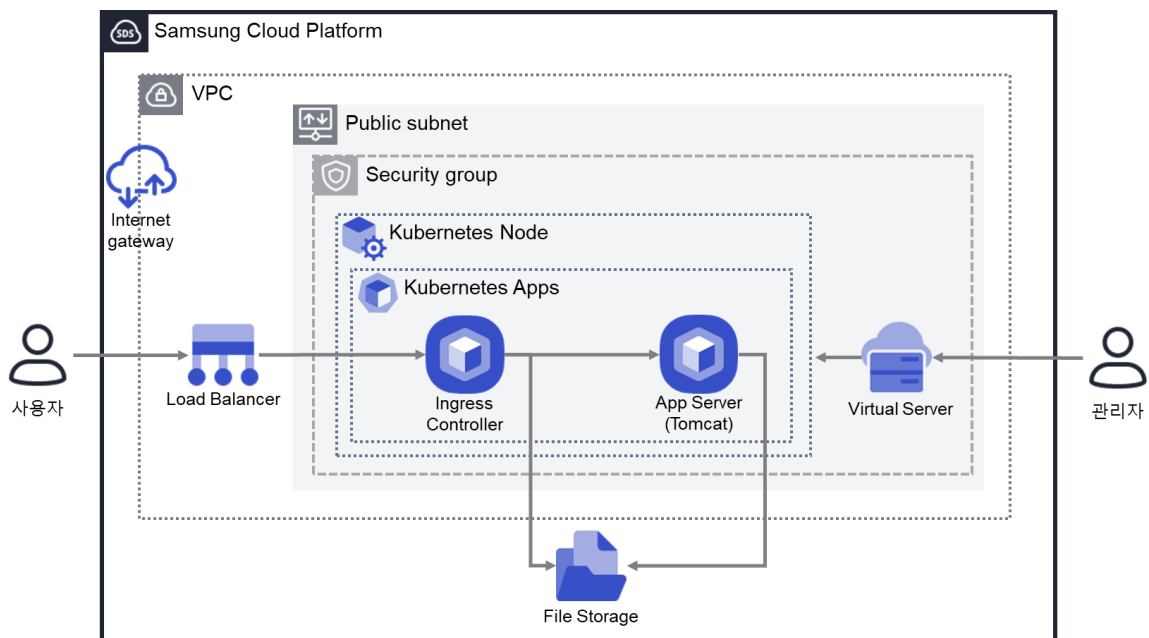 SDS
Samsung Cloud Platform
VPC
Public subnet
Security group
Internet
gateway
Kubernetes Node
Kubernetes Apps
사용자
Load Balancer
Ingress
Controller
App Server
(Tomcat)
Virtual Server
관리자
File Storage